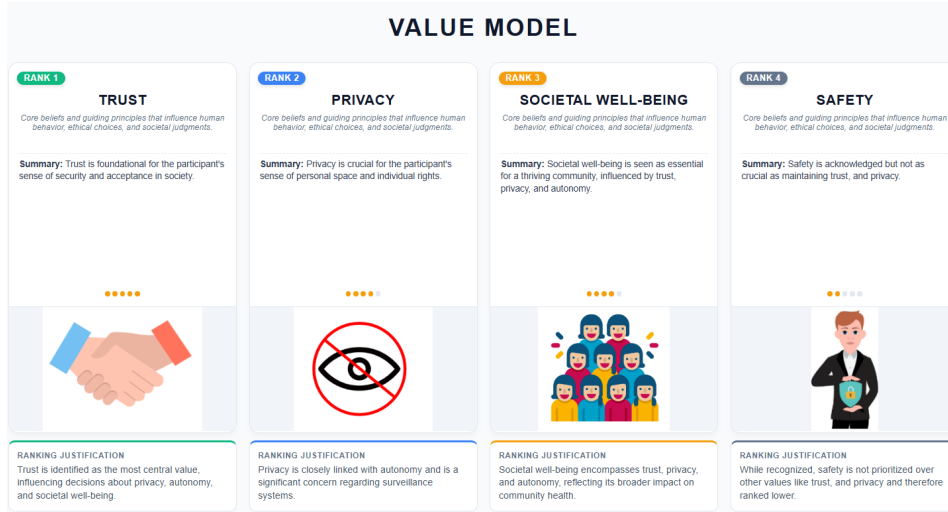 VALUE MODEL
RANK 1
TRUST
Core beliefs and guiding principles that influence human
behavior, ethical choices, and societal judgments.
Summary: Trust is foundational for the participant's
sense of security and acceptance in society.
RANKING JUSTIFICATION
Trust is identified as the most central value,
influencing decisions about privacy, autonomy,
and societal well-being.
RANK 2
PRIVACY
Core beliefs and guiding principles that influence human
behavior, ethical choices, and societal judgments.
Summary: Privacy is crucial for the participant's
sense of personal space and individual rights.
RANKING JUSTIFICATION
Privacy is closely linked with autonomy and is a
significant concern regarding surveillance
systems.
RANK 3
SOCIETAL WELL-BEING
Core beliefs and guiding principles that influence human
behavior, ethical choices, and societal judgments.
Summary: Societal well-being is seen as essential
for a thriving community, influenced by trust,
privacy, and autonomy.
RANKING JUSTIFICATION
Societal well-being encompasses trust, privacy,
and autonomy, reflecting its broader impact on
community health.
RANK 4
SAFETY
Core beliefs and guiding principles that influence human
behavior, ethical choices, and societal judgments.
Summary: Safety is acknowledged but not as
crucial as maintaining trust, and privacy.
RANKING JUSTIFICATION
While recognized, safety is not prioritized over
other values like trust, and privacy and therefore
ranked lower.